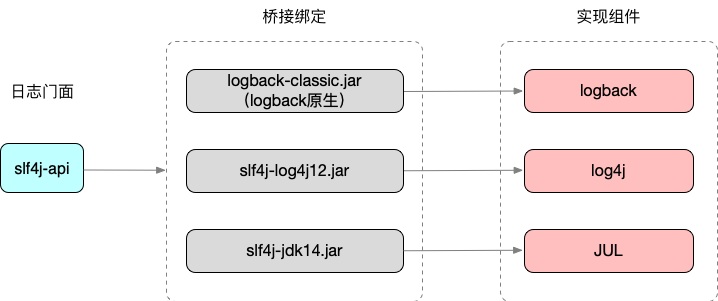 桥接绑定
实现组件
日志门面
logback-classic.jar
（logback原生）
logback
slf4j-api
slf4j-log4j12.jar
log4j
slf4j-jdk14.jar
JUL